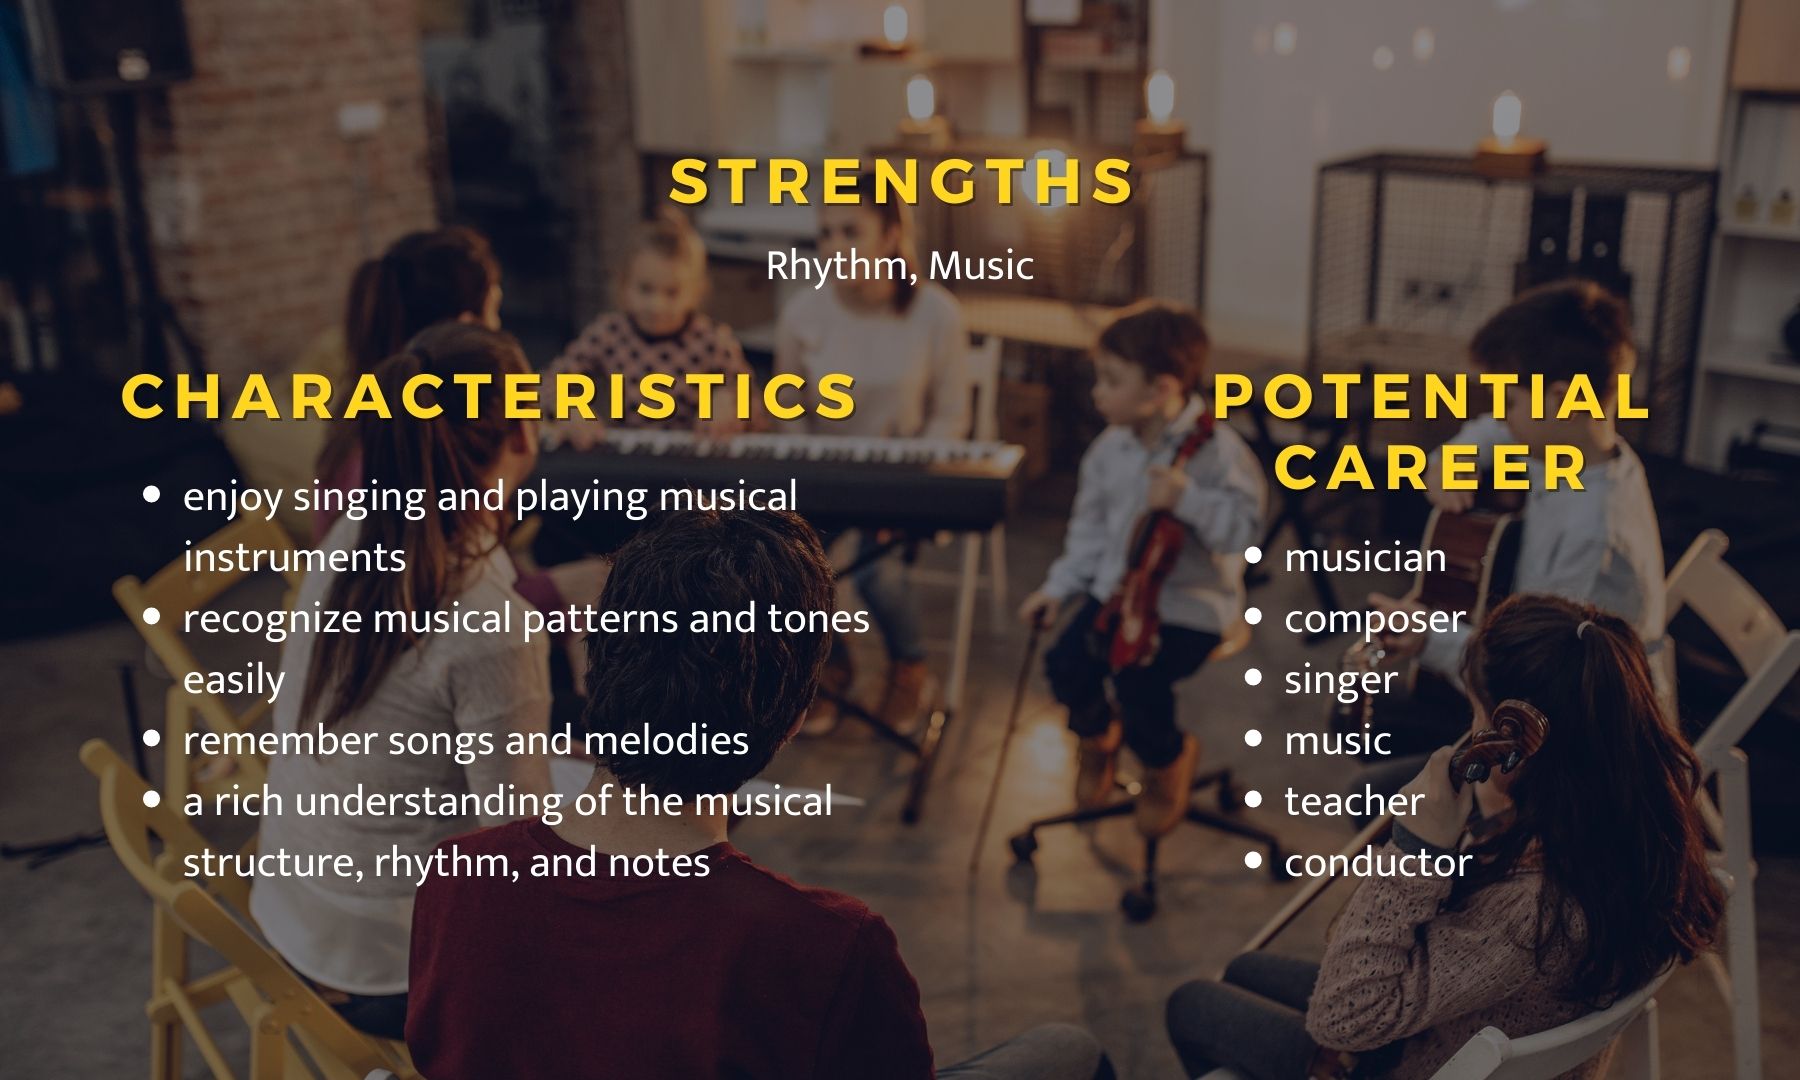 STRENGTHS
Rhythm, Music
CHARACTERISTICS
• enjoy singing and playing musical
instruments
• recognize musical patterns and tones
easily
• remember songs and melodies
• a rich understanding of the musical
structure, rhythm, and notes
POTENTIAL
CAREER
• musician
• composer
• singer
• music
• teacher
• conductor